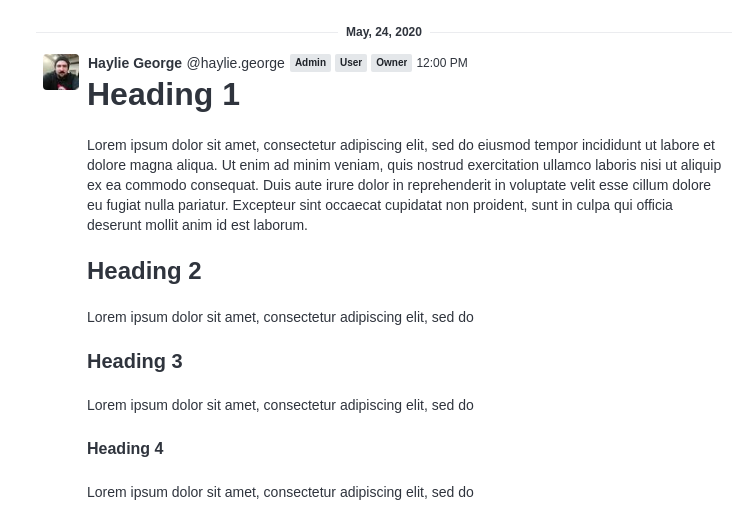 May, 24, 2020
Haylie George @haylie.george Admin User Owner 12:00 PM
Heading 1
Lorem ipsum dolor sit amet, consectetur adipiscing elit, sed do eiusmod tempor incididunt ut labore et
dolore magna aliqua. Ut enim ad minim veniam, quis nostrud exercitation ullamco laboris nisi ut aliquip
ex ea commodo consequat. Duis aute irure dolor in reprehenderit in voluptate velit esse cillum dolore
eu fugiat nulla pariatur. Excepteur sint occaecat cupidatat non proident, sunt in culpa qui officia
deserunt mollit anim id est laborum.
Heading 2
Lorem ipsum dolor sit amet, consectetur adipiscing elit, sed do
Heading 3
Lorem ipsum dolor sit amet, consectetur adipiscing elit, sed do
Heading 4
Lorem ipsum dolor sit amet, consectetur adipiscing elit, sed do